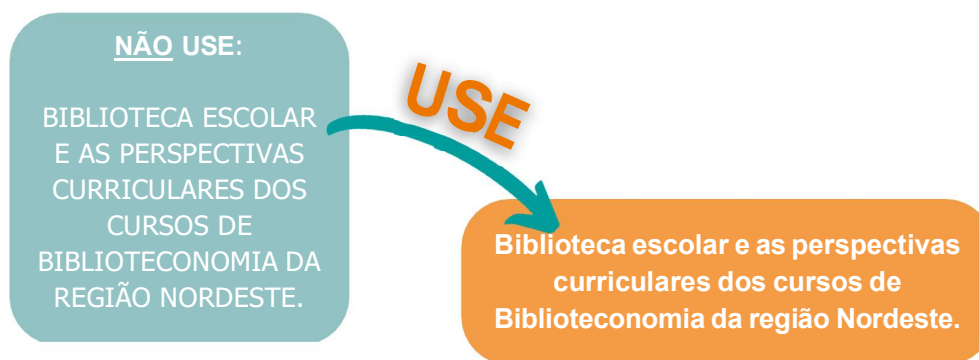 NÃO USE:
BIBLIOTECA ESCOLAR
E AS PERSPECTIVAS
CURRICULARES DOS
CURSOS DE
BIBLIOTECONOMIA DA
REGIÃO NORDESTE.
USE
Biblioteca escolar e as perspectivas
curriculares dos cursos de
Biblioteconomia da região Nordeste.